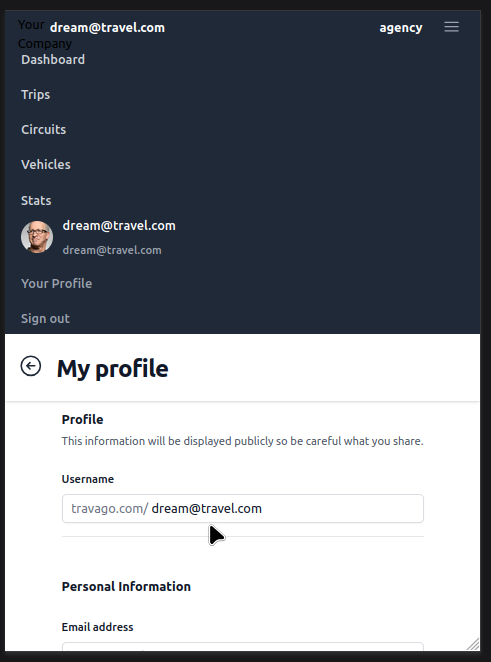 Your Company
dream@travel.com
agency
Dashboard
Trips
Circuits
Vehicles
Stats
dream@travel.com
dream@travel.com
Your Profile
Sign out
My profile
Profile
This information will be displayed publicly so be careful what you share.
Username
travago.com/ dream@travel.com
Personal Information
Email address